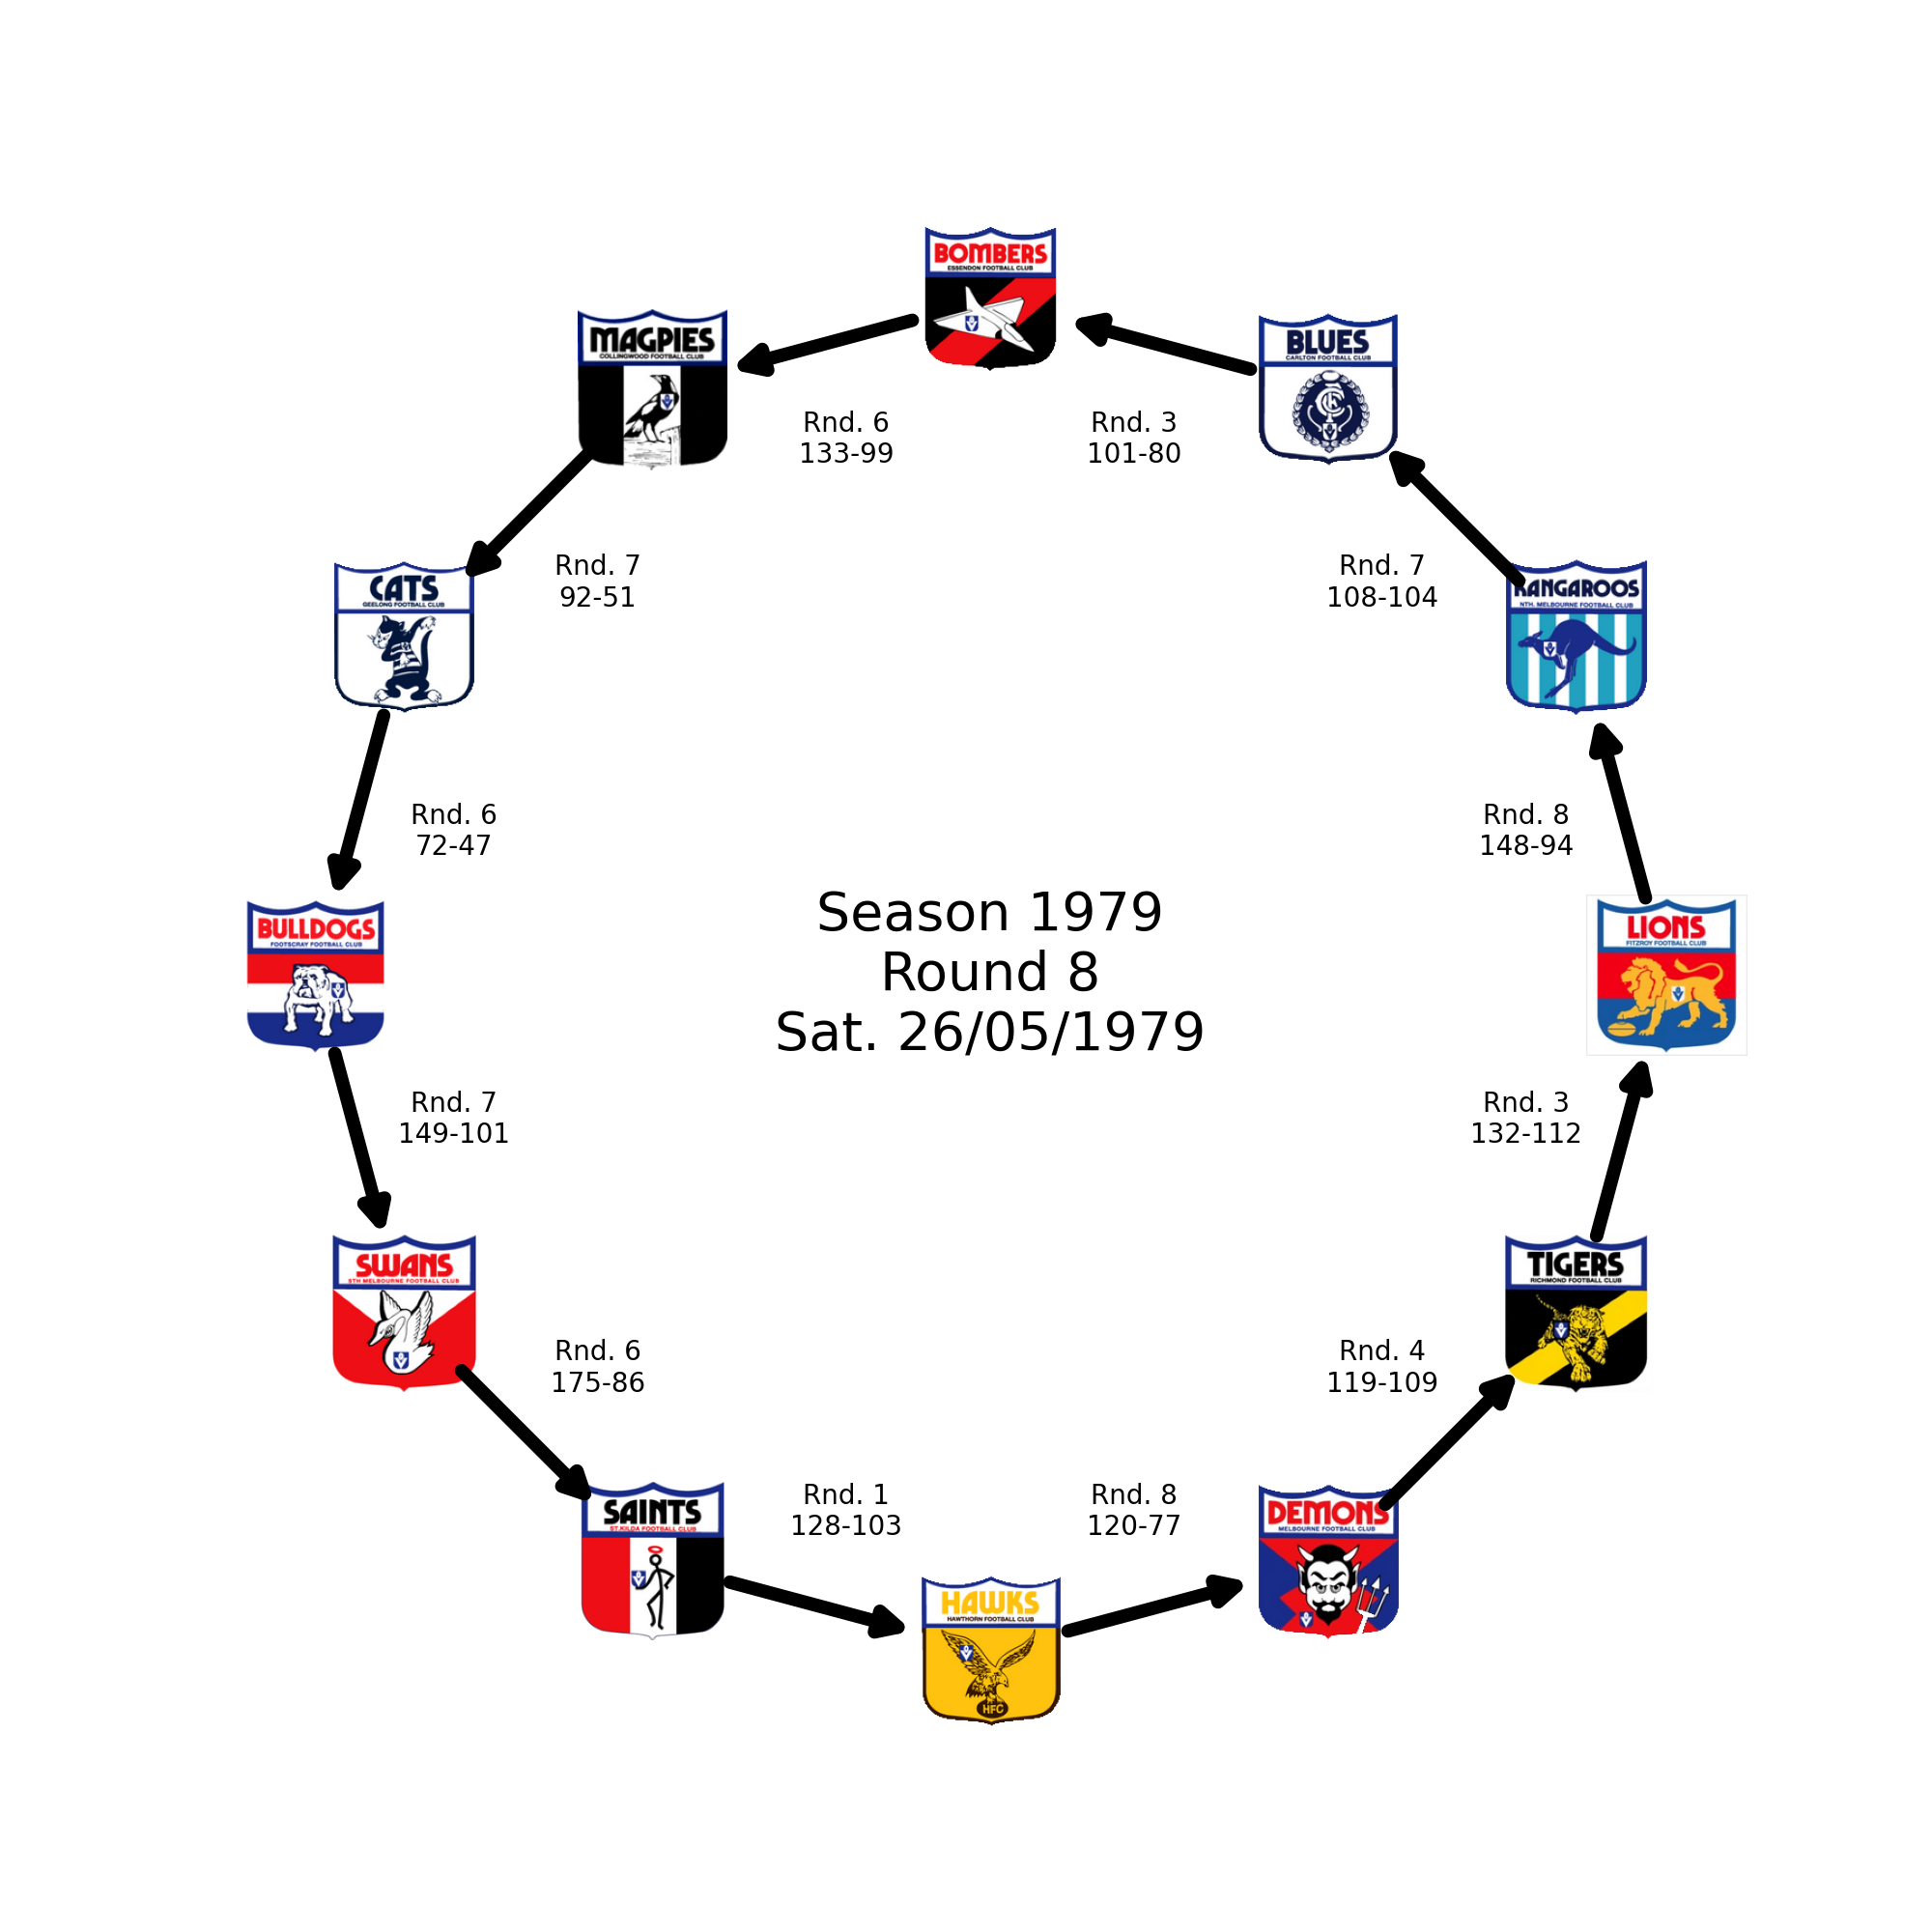 BOMBERS
ESSENDON FOOTBALL CLUB
MAGPIES
COLLINGWOOD FOOTBALL CLUB
BLUES
CARLTON FOOTBALL CLUB
CFC
Rnd. 6
133-99
Rnd. 3
101-80
CATS
GEELONG FOOTBALL CLUB
Rnd. 7
92-51
Rnd. 7
108-104
KANGAROOS
NTH. MELBOURNE FOOTBALL CLUB
Rnd. 6
72-47
Rnd. 8
148-94
BULLDOGS
FOOTSCRAY FOOTBALL CLUB
Season 1979
Round 8
Sat. 26/05/1979
LIONS
FITZROY FOOTBALL CLUB
Rnd. 7
149-101
Rnd. 3
132-112
SWANS
STH MELBOURNE FOOTBALL CLUB
TIGERS
RICHMOND FOOTBALL CLUB
Rnd. 6
175-86
Rnd. 4
119-109
SAINTS
ST.KILDA FOOTBALL CLUB
Rnd. 1
128-103
Rnd. 8
120-77
DEMONS
MELBOURNE FOOTBALL CLUB
HAWKS
HAWTHORN FOOTBALL CLUB
HFC